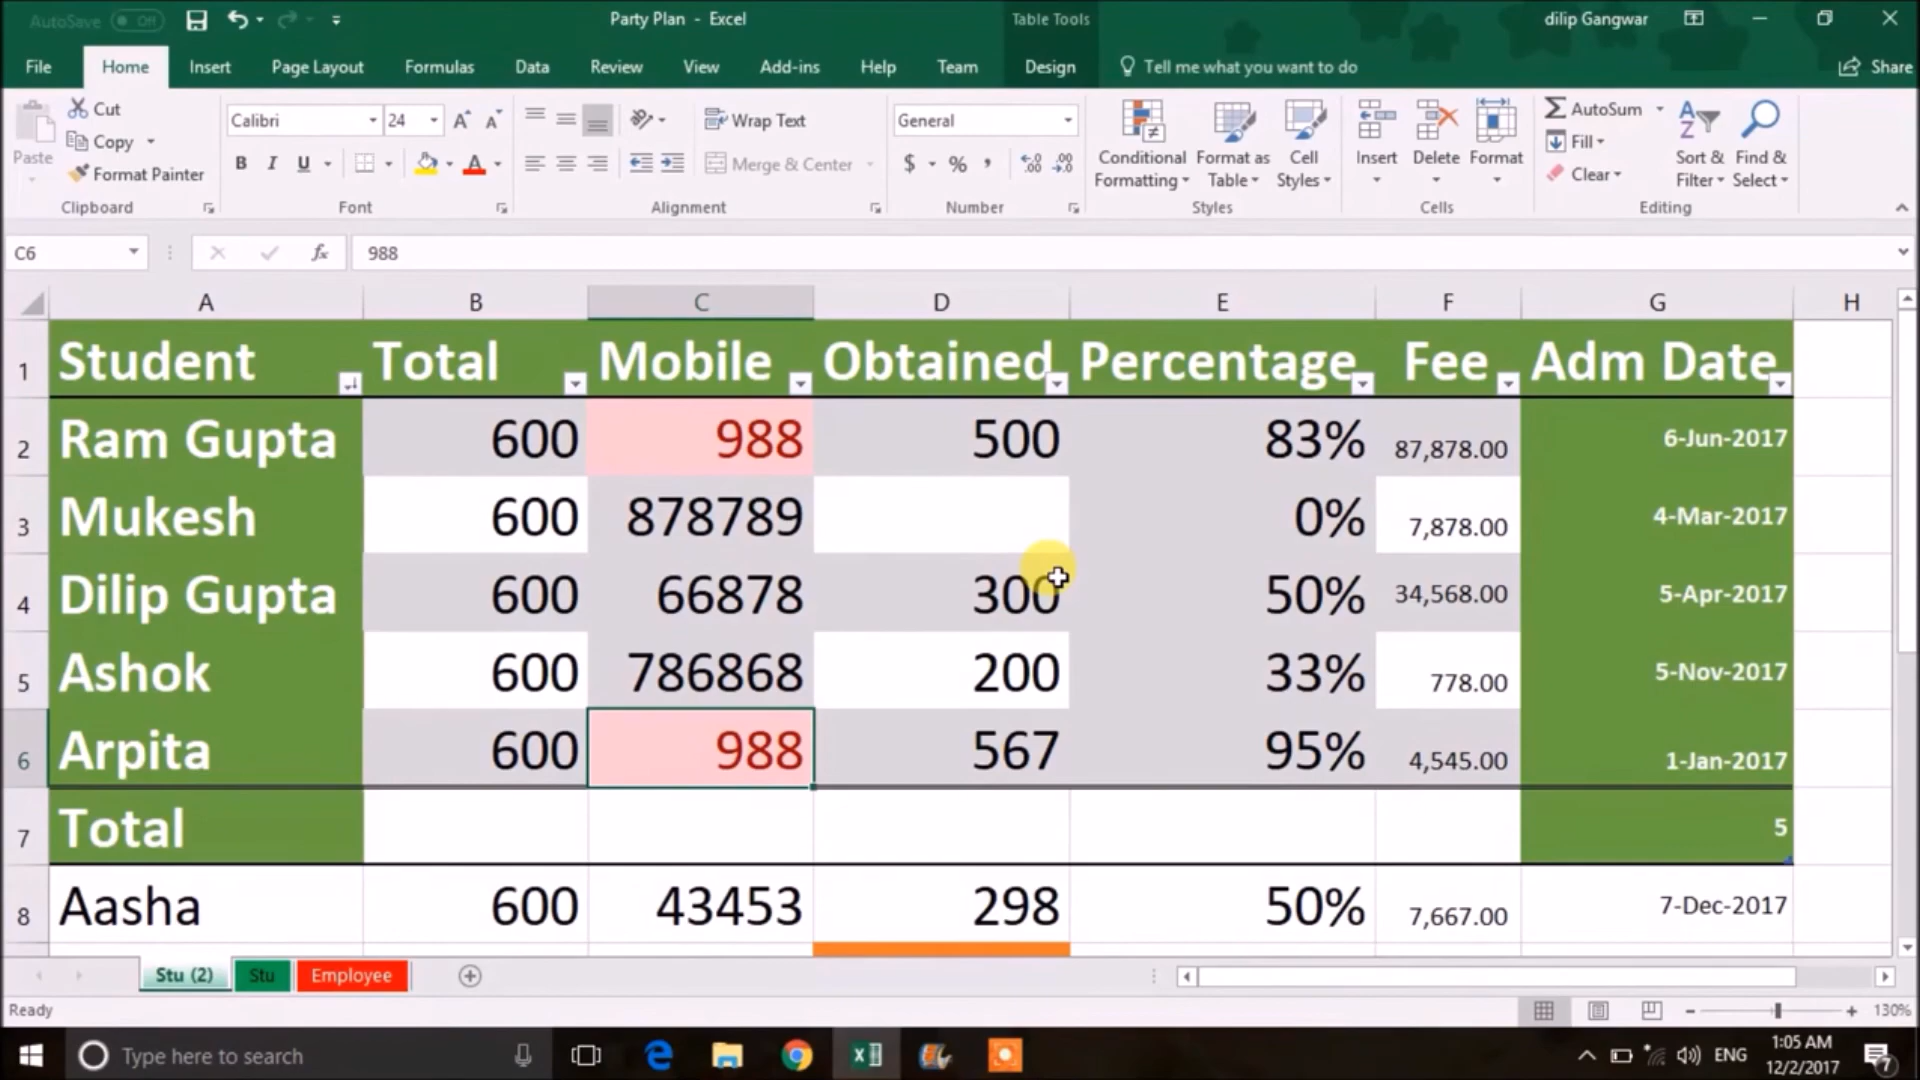 AutoSave Off Party Plan - Excel Table Tools dilip Gangwar
File Home Insert Page Layout Formulas Data Review View Add-ins Help Team Design Tell me what you want to do Share
Paste Cut Copy Format Painter
Clipboard
Calibri 24 A A
B I U A
Font
Wrap Text
Merge & Center
Alignment
General
$ % ,
Number
Conditional Formatting Format as Table Cell Styles
Styles
Insert Delete Format
Cells
AutoSum
Fill
Clear
Sort & Filter Find & Select
Editing
C6 fx 988
A B C D E F G H
1 Student Total Mobile Obtained Percentage Fee Adm Date
2 Ram Gupta 600 988 500 83% 87,878.00 6-Jun-2017
3 Mukesh 600 878789 0% 7,878.00 4-Mar-2017
4 Dilip Gupta 600 66878 300 50% 34,568.00 5-Apr-2017
5 Ashok 600 786868 200 33% 778.00 5-Nov-2017
6 Arpita 600 988 567 95% 4,545.00 1-Jan-2017
7 Total 5
8 Aasha 600 43453 298 50% 7,667.00 7-Dec-2017
Stu (2) Stu Employee
Ready 130%
Type here to search ENG 1:05 AM 7
12/2/2017